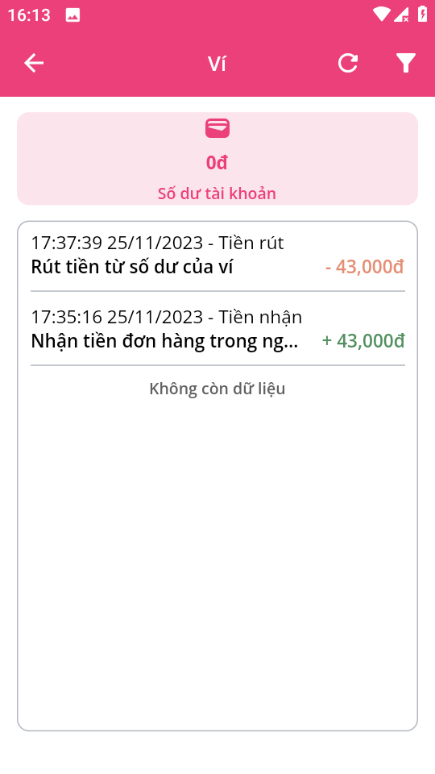 16:13
Ví
0đ
Số dư tài khoản
17:37:39 25/11/2023 - Tiền rút
Rút tiền từ số dư của ví - 43,000đ
17:35:16 25/11/2023 - Tiền nhận
Nhận tiền đơn hàng trong ng... + 43,000đ
Không còn dữ liệu